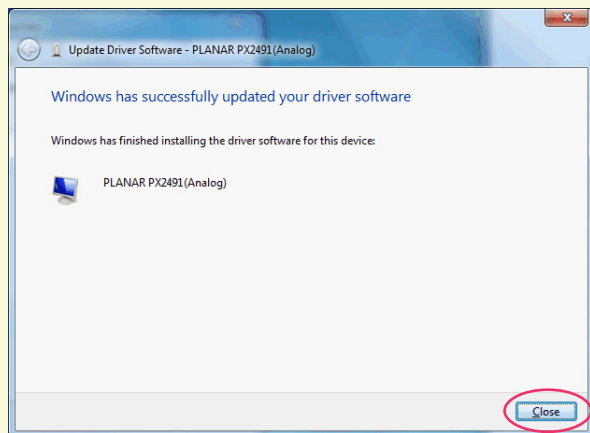 Update Driver Software - PLANAR PX2491(Analog)
Windows has successfully updated your driver software
Windows has finished installing the driver software for this device:
PLANAR PX2491(Analog)
Close